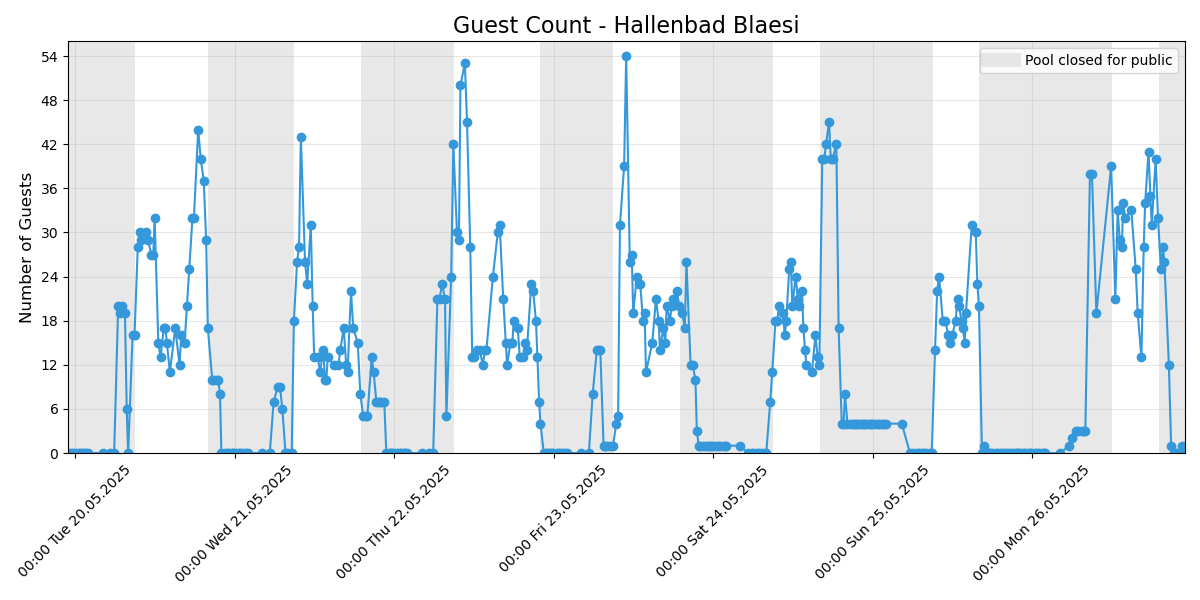 Guest Count - Hallenbad Blaesi
Pool closed for public
Number of Guests
54
48
42
36
30
24
18
12
6
0
00:00 Tue 20.05.2025
00:00 Wed 21.05.2025
00:00 Thu 22.05.2025
00:00 Fri 23.05.2025
00:00 Sat 24.05.2025
00:00 Sun 25.05.2025
00:00 Mon 26.05.2025